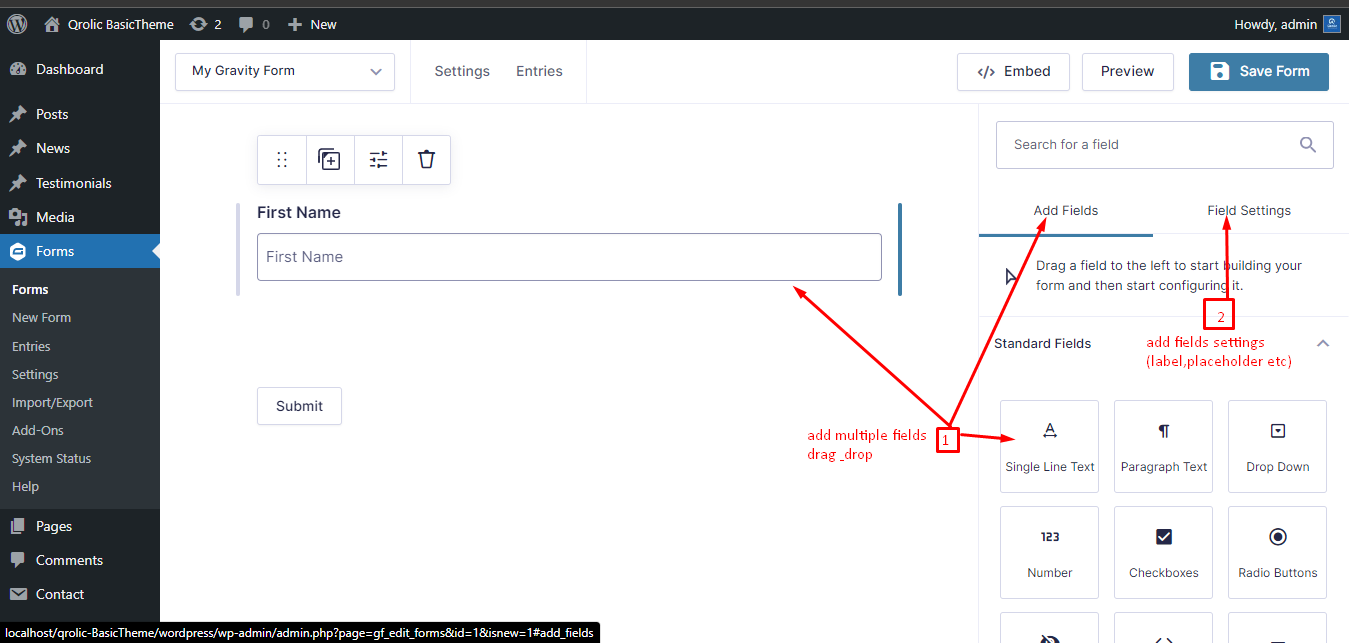 Qrolic BasicTheme
2
0
New
Howdy, admin
Dashboard
Posts
News
Testimonials
Media
Forms
Forms
New Form
Entries
Settings
Import/Export
Add-Ons
System Status
Help
Pages
Comments
Contact
My Gravity Form
Settings
Entries
</> Embed
Preview
Save Form
First Name
First Name
Submit
Search for a field
Add Fields
Field Settings
Drag a field to the left to start building your
form and then start configuring it.
2
Standard Fields
add fields settings
(label,placeholder etc)
add multiple fields
drag _drop
1
Single Line Text
Paragraph Text
Drop Down
123
Number
Checkboxes
Radio Buttons
localhost/qrolic-BasicTheme/wordpress/wp-admin/admin.php?page=gf_edit_forms&id=1&isnew=1#add_fields